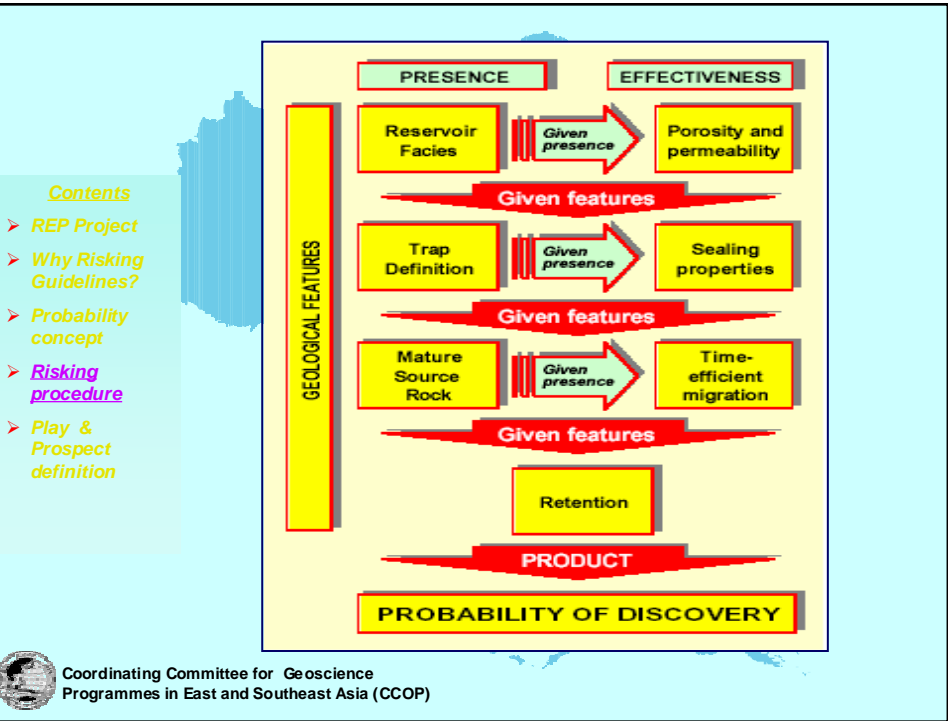 Contents
REP Project
Why Risking
Guidelines?
Probability
concept
Risking
procedure
Play & 
Prospect
definition
PRESENCE
EFFECTIVENESS
GEOLOGICAL FEATURES
Reservoir
Facies
Given
presence
Porosity and
permeability
Given features
Trap
Definition
Given
presence
Sealing
properties
Given features
Mature
Source
Rock
Given
presence
Time-
efficient
migration
Given features
Retention
PRODUCT
PROBABILITY OF DISCOVERY
Coordinating Committee for Geoscience
Programmes in East and Southeast Asia (CCOP)